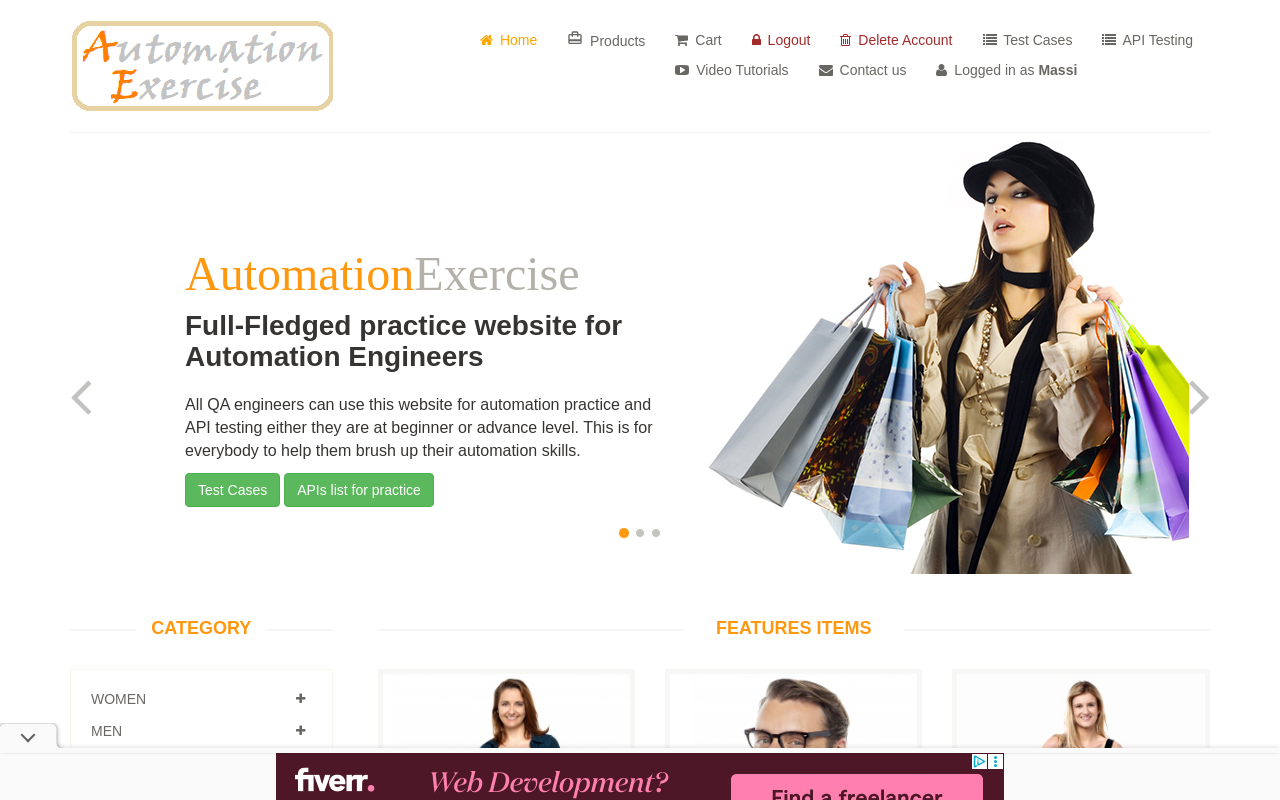 Automation
Exercise
Home
Products
Cart
Logout
Delete Account
Test Cases
API Testing
Video Tutorials
Contact us
Logged in as Massi
AutomationExercise
Full-Fledged practice website for
Automation Engineers
All QA engineers can use this website for automation practice and
API testing either they are at beginner or advance level. This is for
everybody to help them brush up their automation skills.
Test Cases
APIs list for practice
CATEGORY
FEATURES ITEMS
WOMEN
MEN
fiverr.
Web Development?
Find a freelancer